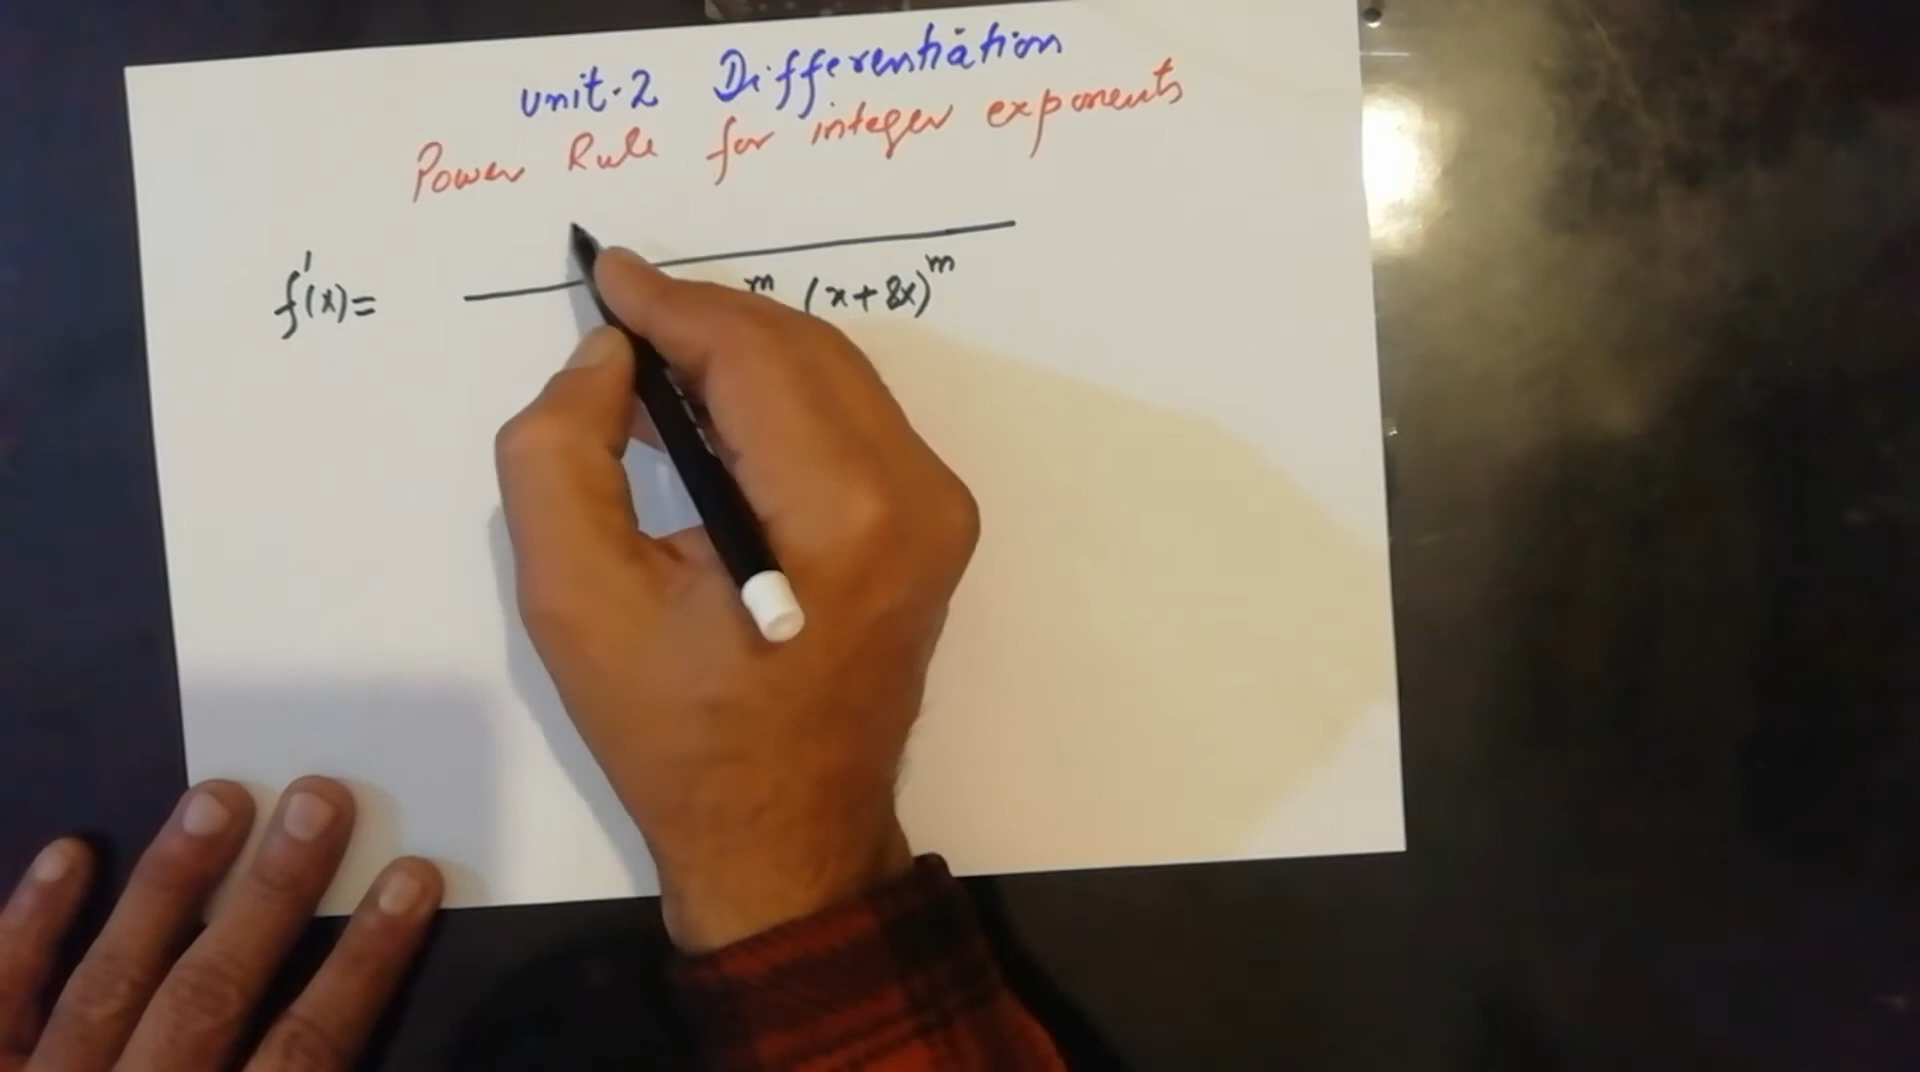 Unit-2 Differentiation
Power Rule for integer exponents
f'(x) =
m (x+δx)^m